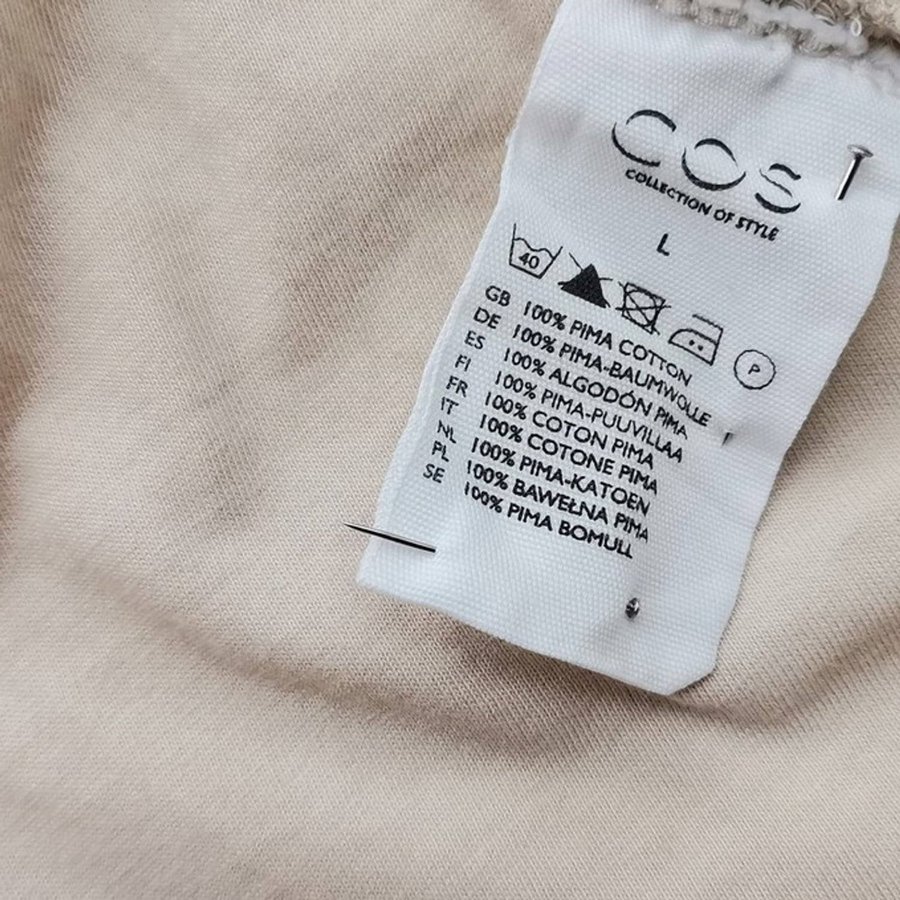 COS
COLLECTION OF STYLE
L
40
P
GB 100% PIMA COTTON
DE 100% PIMA-BAUMWOLLE
ES 100% ALGODÓN PIMA
FI 100% PIMA-PUUVILLAA
FR 100% COTON PIMA
IT 100% COTONE PIMA
NL 100% PIMA-KATOEN
PL 100% BAWEŁNA PIMA
SE 100% PIMA BOMULL